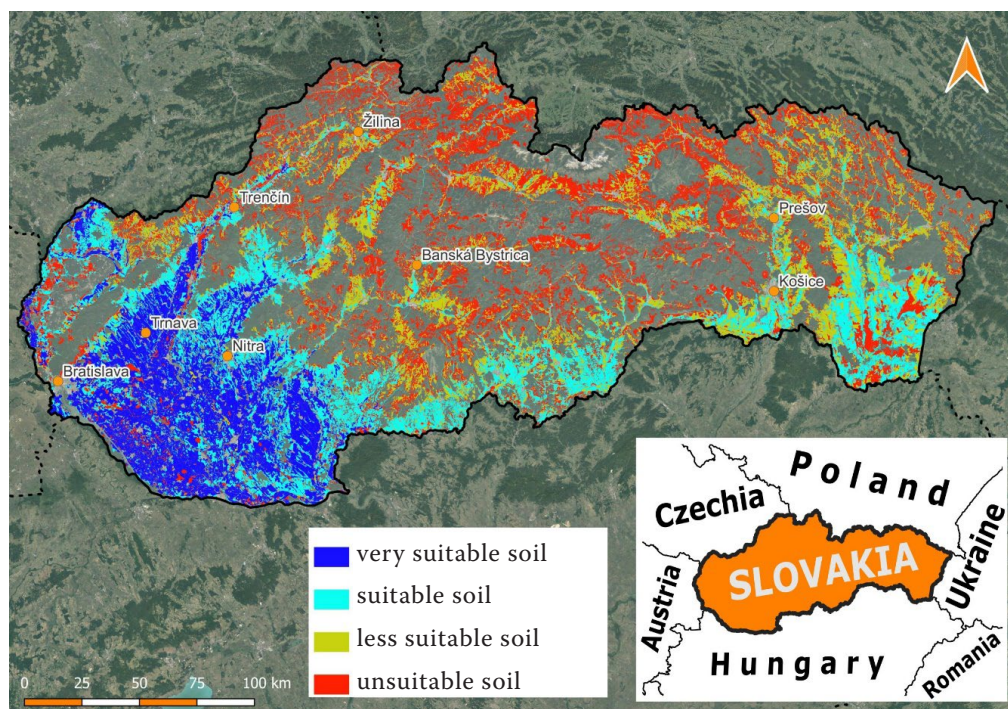 Žilina
Trenčín
Prešov
Banská Bystrica
Košice
Trnava
Nitra
Bratislava
very suitable soil
suitable soil
less suitable soil
unsuitable soil
0 25 50 75 100 km
Poland
Czechia
Ukraine
SLOVAKIA
Austria
Hungary
Romania